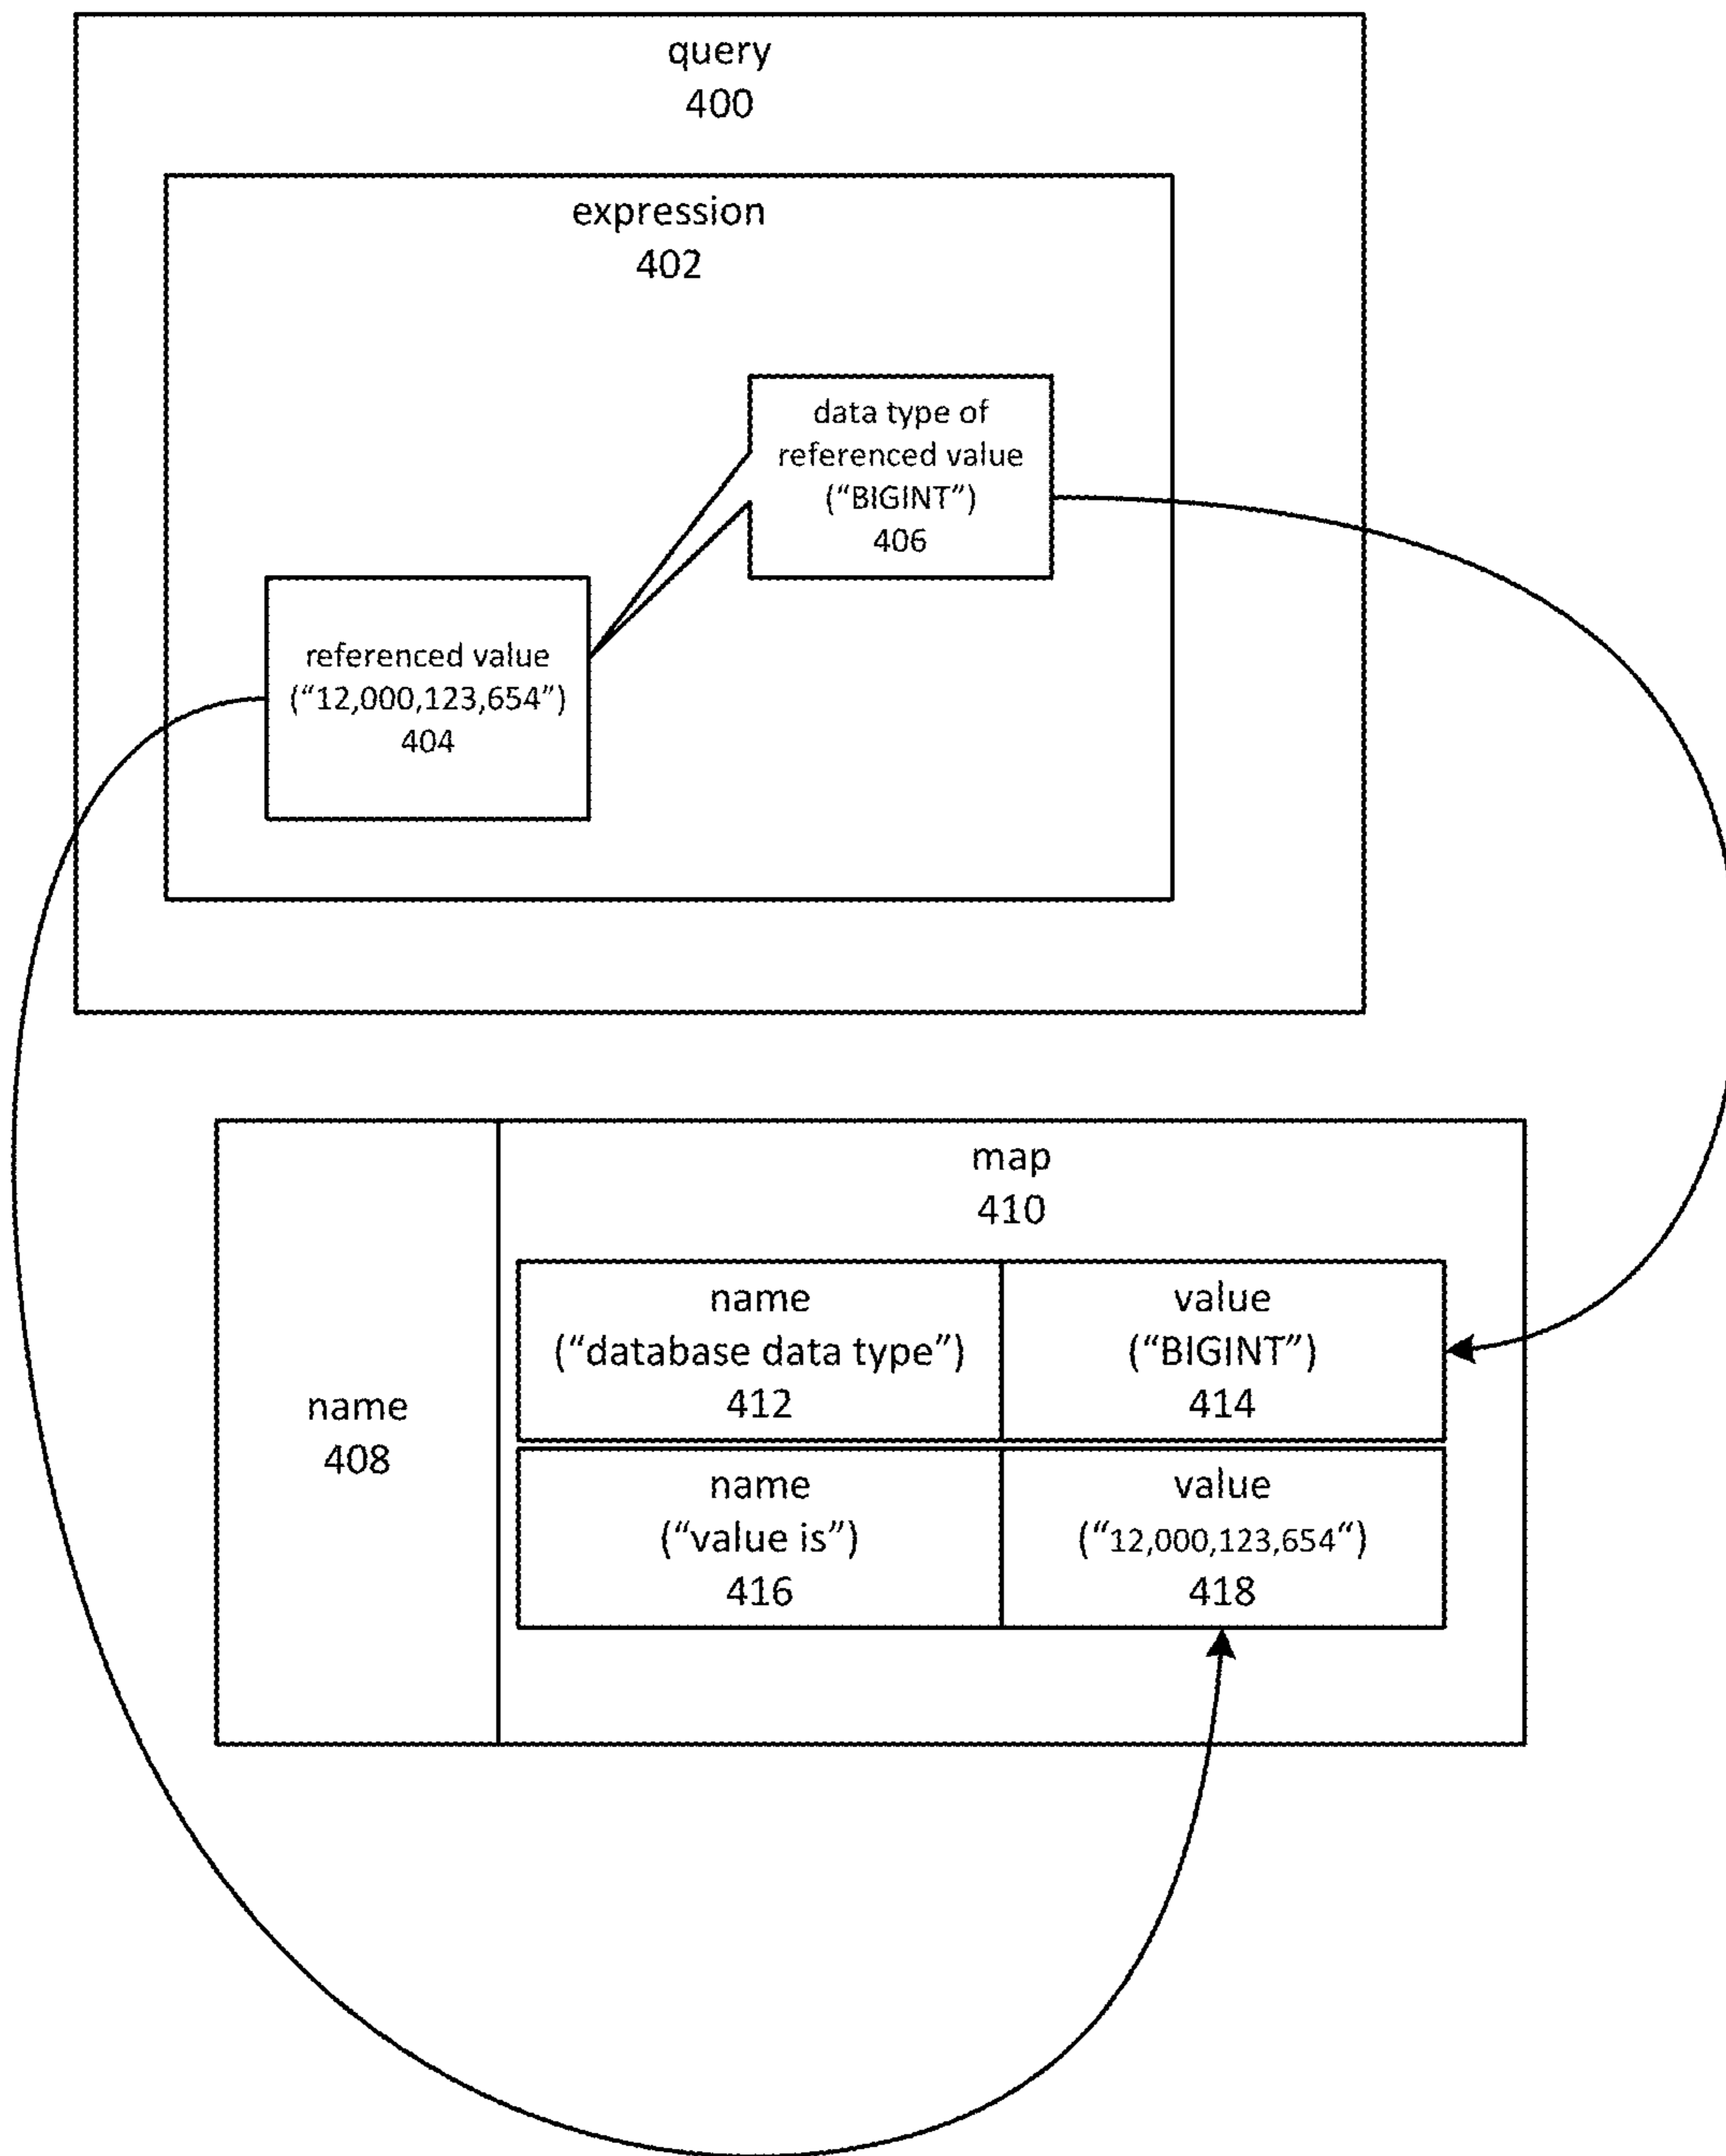 query
400
expression
402
data type of
referenced value
(“BIGINT”)
406
referenced value
(“12,000,123,654”)
404
map
410
name
408
name
(“database data type”)
412
value
(“BIGINT”)
414
name
(“value is”)
416
value
(“12,000,123,654“)
418